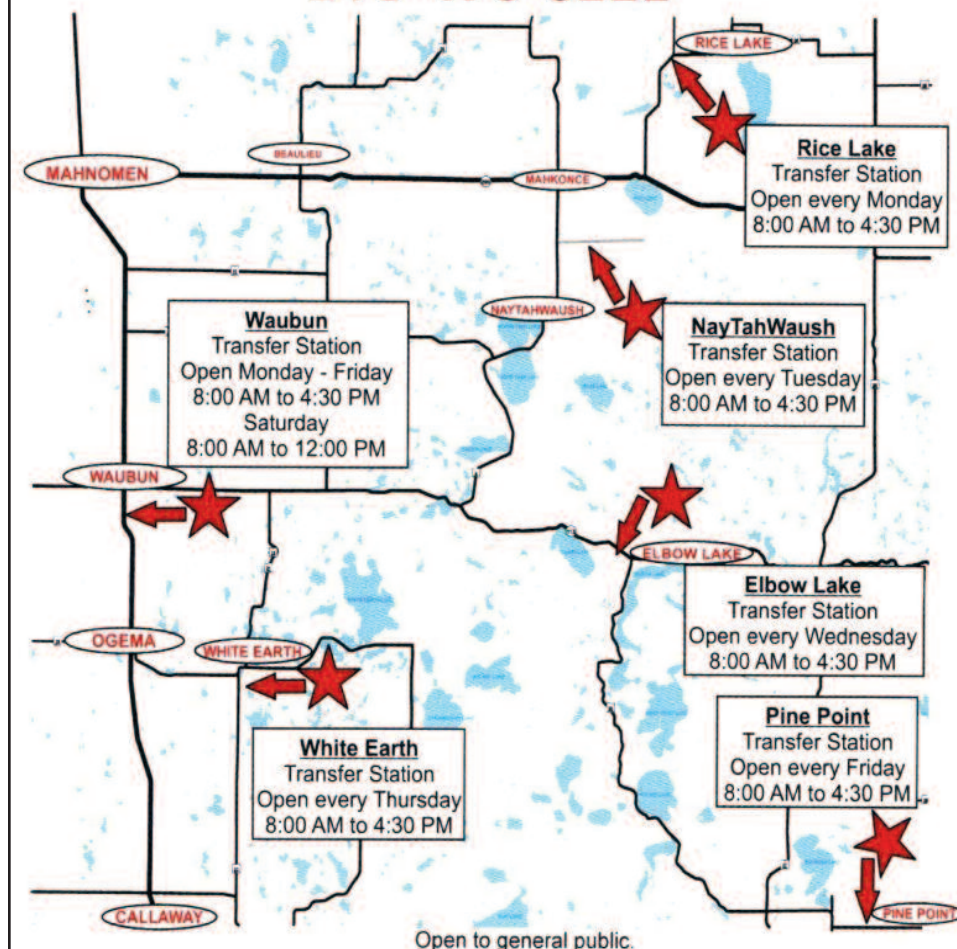 RICE LAKE
Rice Lake
Transfer Station
Open every Monday
8:00 AM to 4:30 PM
BEAULIEU
MAHNOMEN
MAHKONCE
NAYTAHWAUSH
NayTahWaush
Transfer Station
Open every Tuesday
8:00 AM to 4:30 PM
Waubun
Transfer Station
Open Monday - Friday
8:00 AM to 4:30 PM
Saturday
8:00 AM to 12:00 PM
WAUBUN
ELBOW LAKE
Elbow Lake
Transfer Station
Open every Wednesday
8:00 AM to 4:30 PM
OGEMA
WHITE EARTH
White Earth
Transfer Station
Open every Thursday
8:00 AM to 4:30 PM
Pine Point
Transfer Station
Open every Friday
8:00 AM to 4:30 PM
CALLAWAY
PINE POINT
Open to general public.